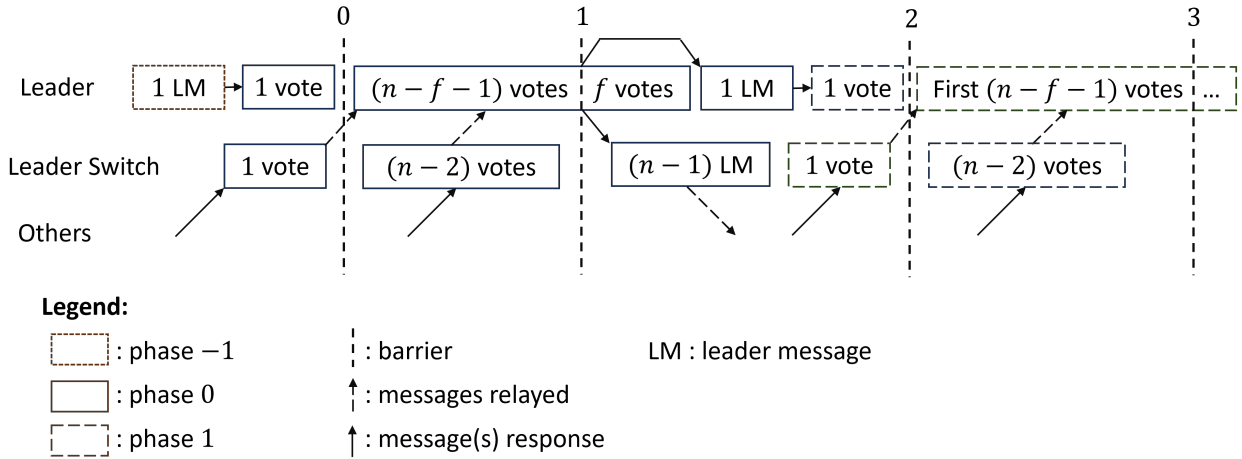 0 1 2 3
Leader 1 LM 1 vote (n − f − 1) votes f votes 1 LM 1 vote First (n − f − 1) votes ...
Leader Switch 1 vote (n − 2) votes (n − 1) LM 1 vote (n − 2) votes
Others
Legend:
: phase −1 : barrier LM : leader message
: phase 0 : messages relayed
: phase 1 : message(s) response